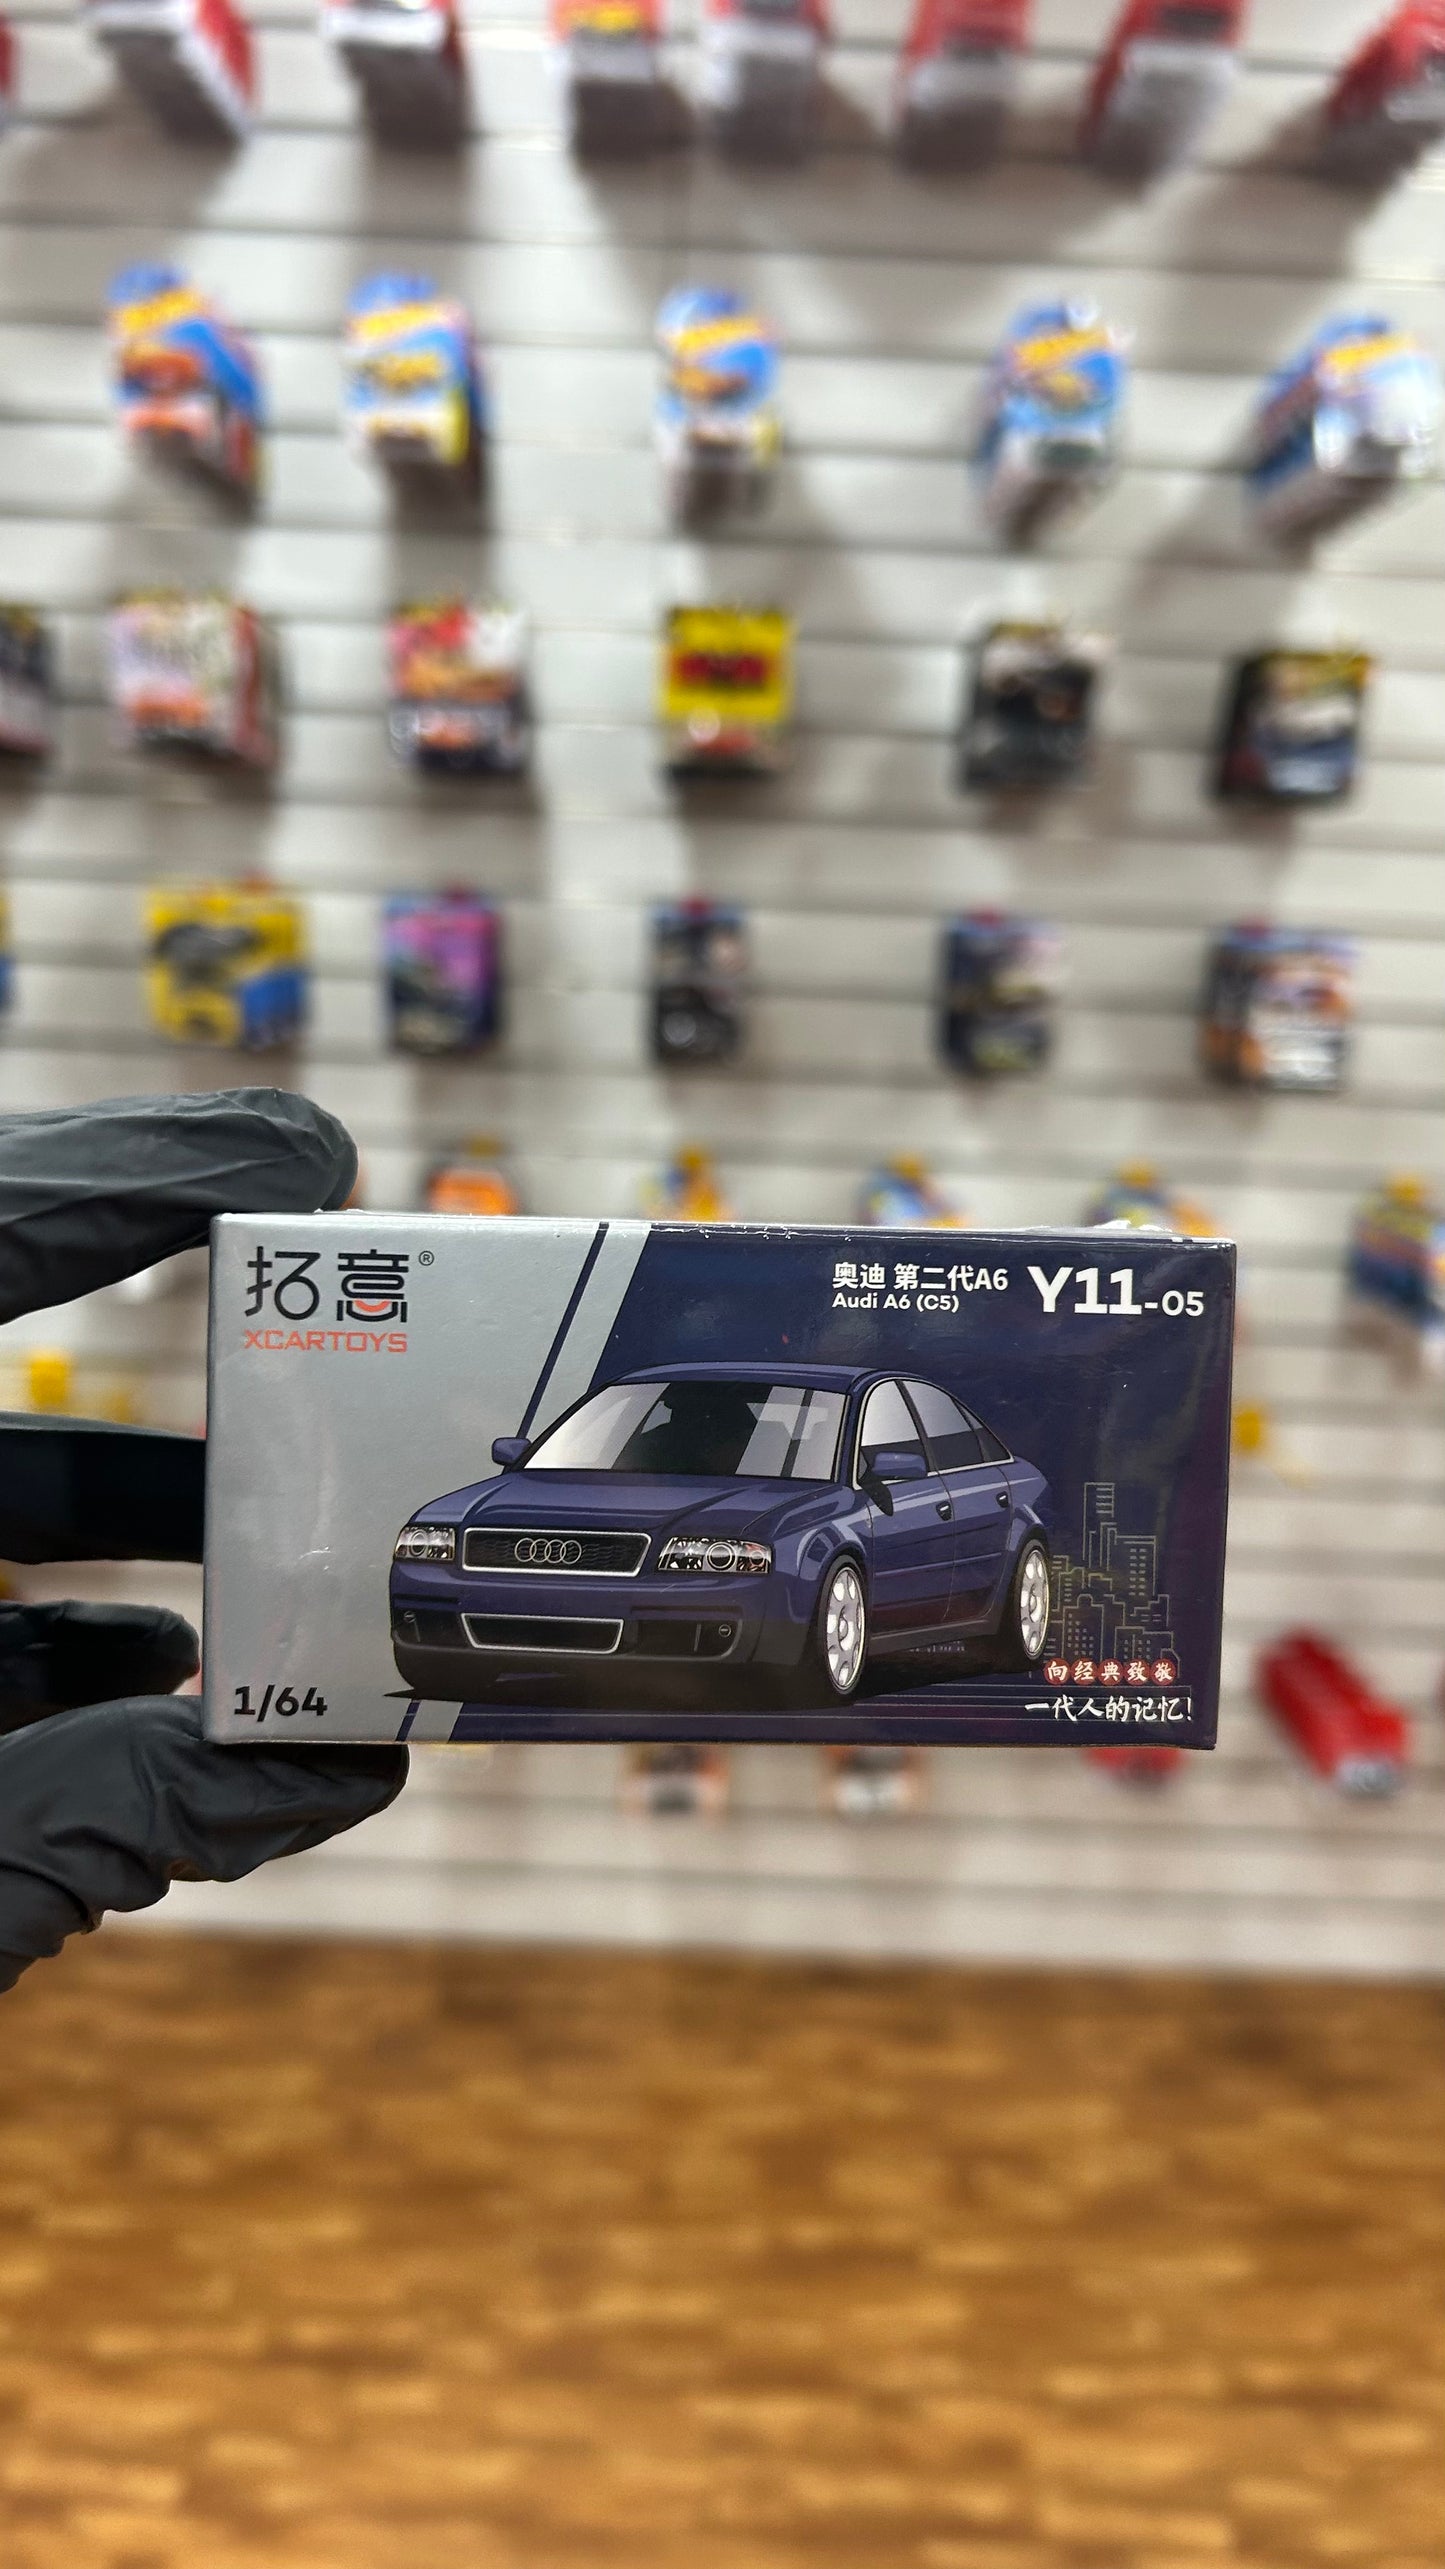 拓意®
XCARTOYS
奥迪 第二代A6
Audi A6 (C5)
Y11-05
1/64
向经典致敬
一代人的记忆!